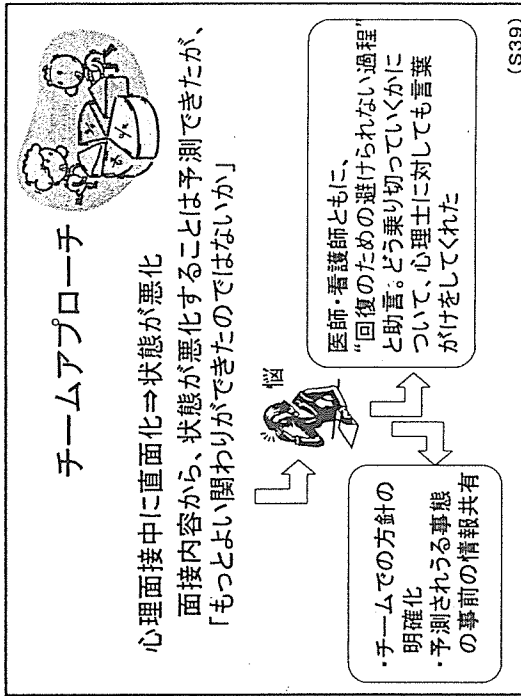 チームアプローチ
心理面接中に直面化⇒状態が悪化
面接内容から、状態が悪化することは予測できたが、
「もっとよい関わりができたのではないか」
悩
・チームでの方針の
明確化
・予測されうる事態
の事前の情報共有
医師・看護師ともに、
“回復のための避けられない過程”
と助言。どう乗り切っていくかに
ついて、心理士に対しても言葉
がけをしてくれた
(S39)